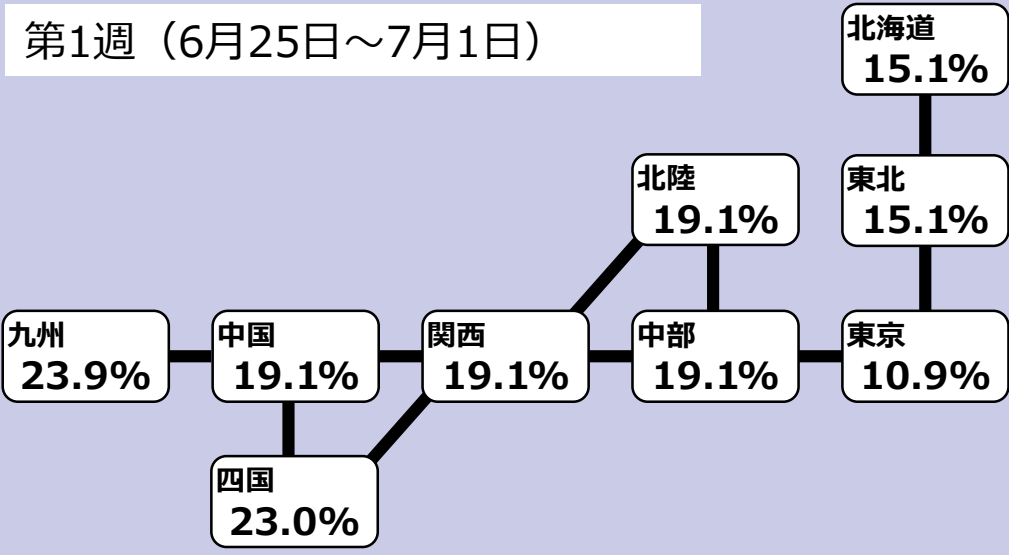 第1週（6月25日～7月1日）
北海道
15.1%
北陸
19.1%
東北
15.1%
九州
23.9%
中国
19.1%
関西
19.1%
中部
19.1%
東京
10.9%
四国
23.0%